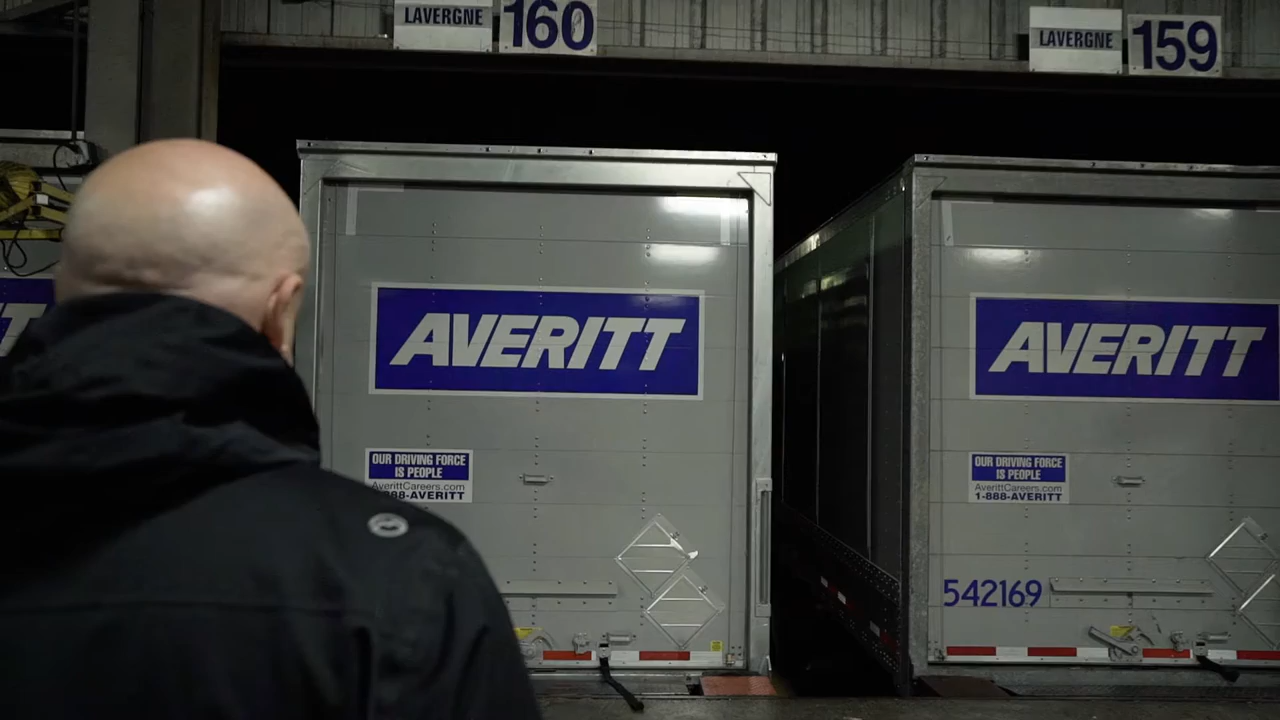 LAVERGNE
160
LAVERGNE
159
AVERITT
AVERITT
OUR DRIVING FORCE
IS PEOPLE
AverittCareers.com
888-AVERITT
OUR DRIVING FORCE
IS PEOPLE
AverittCareers.com
1-888-AVERITT
542169